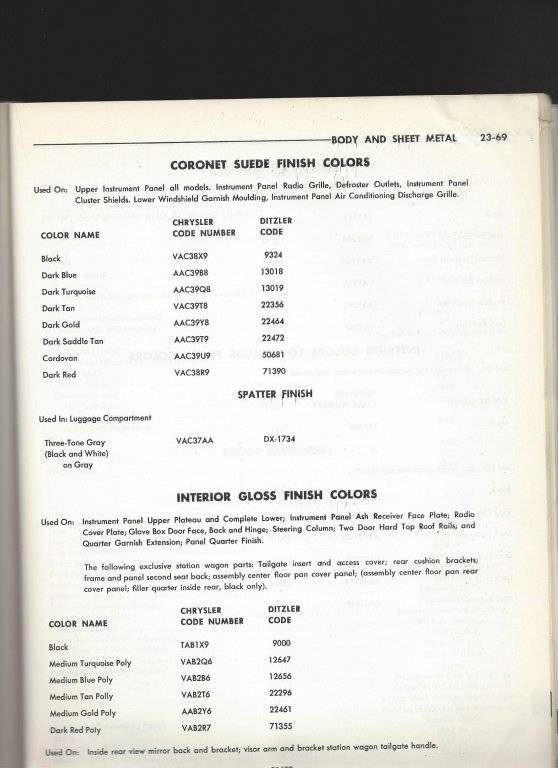 BODY AND SHEET METAL 23-69
CORONET SUEDE FINISH COLORS
Used On: Upper Instrument Panel all models. Instrument Panel Radio Grille, Defroster Outlets, Instrument Panel
Cluster Shields. Lower Windshield Garnish Moulding, Instrument Panel Air Conditioning Discharge Grille.
COLOR NAME CHRYSLER CODE NUMBER DITZLER CODE
Black VAC38X9 9324
Dark Blue AAC39B8 13018
Dark Turquoise AAC39Q8 13019
Dark Tan VAC39T8 22356
Dark Gold AAC39Y8 22464
Dark Saddle Tan AAC39T9 22472
Cordovan AAC39U9 50681
Dark Red VAC38R9 71390
SPATTER FINISH
Used In: Luggage Compartment
Three-Tone Gray VAC37AA DX-1734
(Black and White)
on Gray
INTERIOR GLOSS FINISH COLORS
Used On: Instrument Panel Upper Plateau and Complete Lower; Instrument Panel Ash Receiver Face Plate; Radio
Cover Plate; Glove Box Door Face, Back and Hinge; Steering Column; Two Door Hard Top Roof Rails; and
Quarter Garnish Extension; Panel Quarter Finish.
The following exclusive station wagon parts: Tailgate insert and access cover; rear cushion brackets;
frame and panel second seat back; assembly center floor pan cover panel; (assembly center floor pan rear
cover panel; filler quarter inside rear, black only).
COLOR NAME CHRYSLER CODE NUMBER DITZLER CODE
Black TAB1X9 9000
Medium Turquoise Poly VAB2Q6 12647
Medium Blue Poly VAB2B6 12656
Medium Tan Polly VAB2T6 22296
Medium Gold Poly AAB2Y6 22461
Dark Red Poly VAB2R7 71355
Used On: Inside rear view mirror back and bracket; visor arm and bracket station wagon tailgate handle.